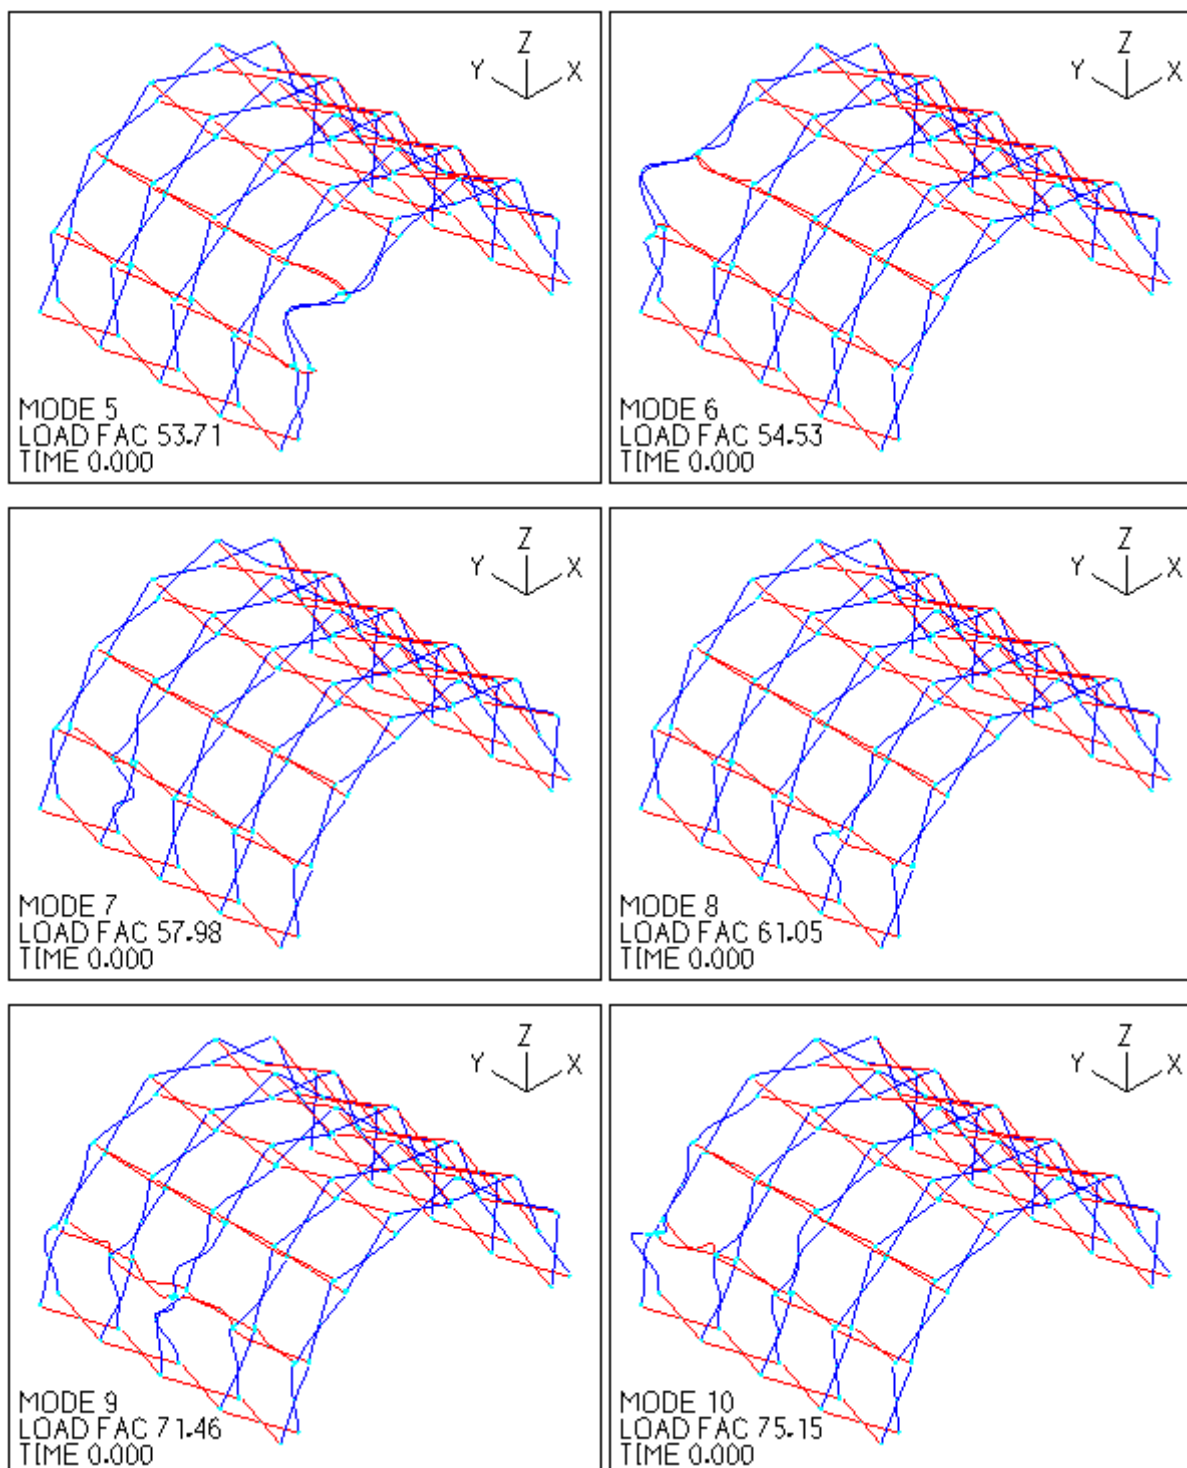 Z
Y X
MODE 5
LOAD FAC 53.71
TIME 0.000
Z
Y X
MODE 6
LOAD FAC 54.53
TIME 0.000
Z
Y X
MODE 7
LOAD FAC 57.98
TIME 0.000
Z
Y X
MODE 8
LOAD FAC 61.05
TIME 0.000
Z
Y X
MODE 9
LOAD FAC 71.46
TIME 0.000
Z
Y X
MODE 10
LOAD FAC 75.15
TIME 0.000